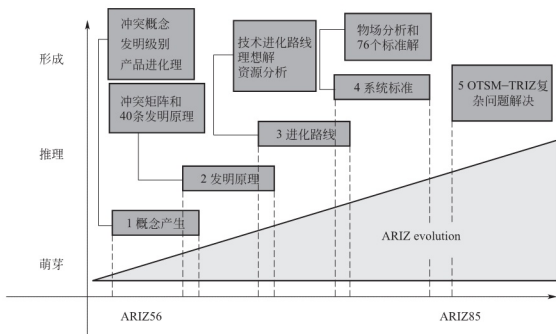 形成
推理
萌芽
冲突概念
发明级别
产品进化理
冲突矩阵和
40条发明原理
技术进化路线
理想解
资源分析
物场分析和
76个标准解
5 OTSM–TRIZ复
杂问题解决
4 系统标准
3 进化路线
2 发明原理
1 概念产生
ARIZ evolution
ARIZ56
ARIZ85